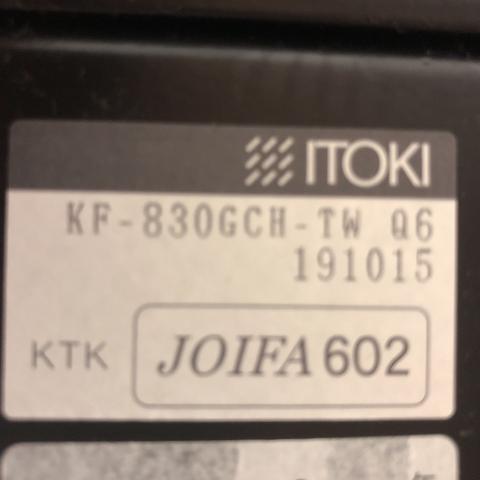 ITOKI
KF-830GCH-TW Q6
191015
KTK JOIFA 602